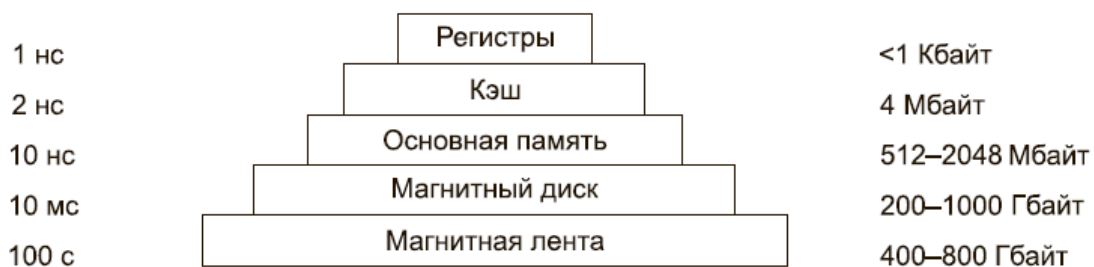 Регистры
1 нс <1 Кбайт
Кэш
2 нс 4 Мбайт
Основная память
10 нс 512–2048 Мбайт
Магнитный диск
10 мс 200–1000 Гбайт
Магнитная лента
100 с 400–800 Гбайт